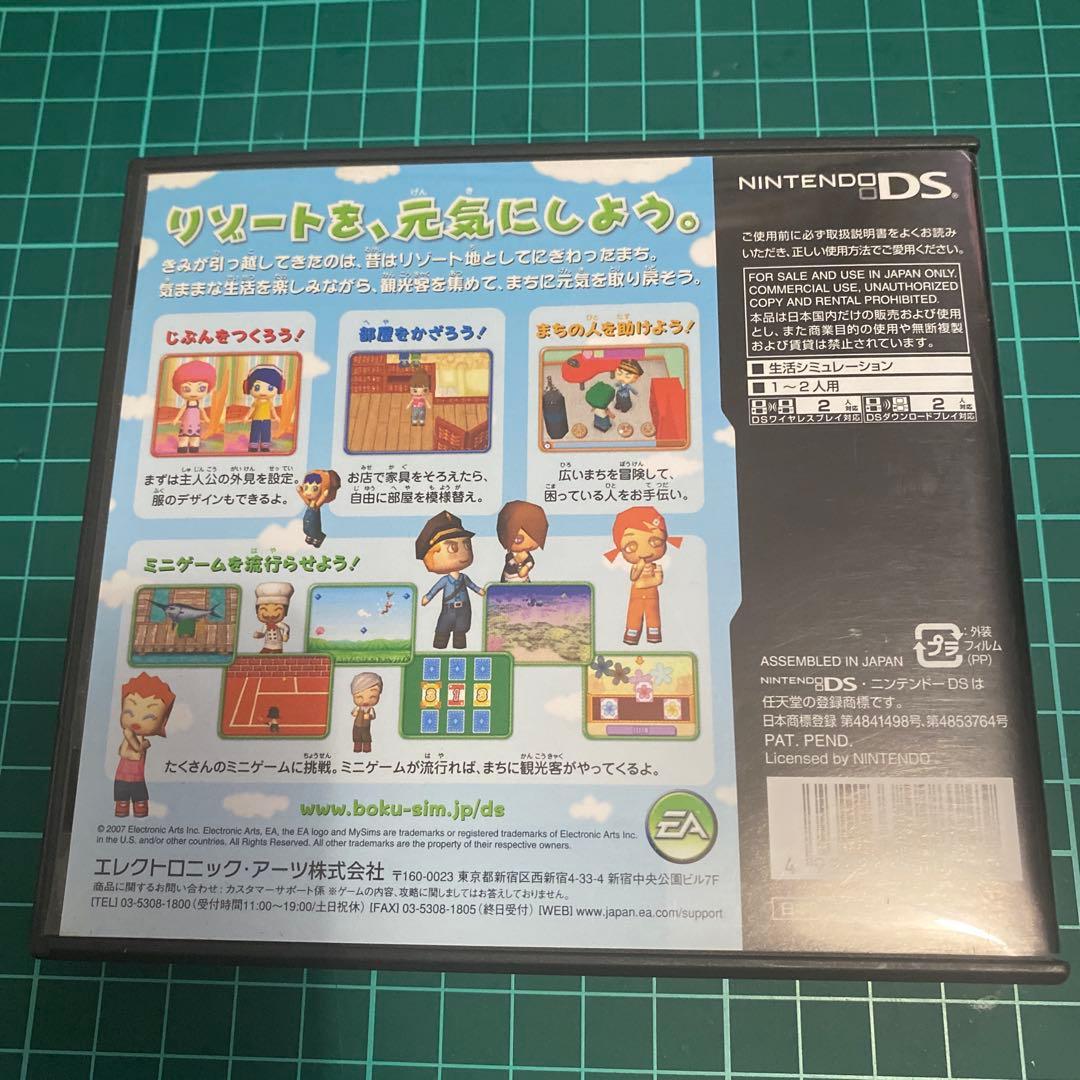 リゾートを、元気にしよう。
きみが引っ越してきたのは、昔はリゾート地としてにぎわったまち。
気ままな生活を楽しみながら、観光客を集めて、まちに元気を取り戻そう。
じぶんをつくろう!
まずは主人公の外見を設定。
服のデザインもできるよ。
部屋をかざろう!
お店で家具をそろえたら、
自由に部屋を模様替え。
まちの人を助けよう!
広いまちを冒険して、
困っている人をお手伝い。
ミニゲームを流行らせよう!
3 1 3
たくさんのミニゲームに挑戦。ミニゲームが流行れば、まちに観光客がやってくるよ。
www.boku-sim.jp/ds
EA
© 2007 Electronic Arts Inc. Electronic Arts, EA, the EA logo and MySims are trademarks or registered trademarks of Electronic Arts Inc.
in the U.S. and/or other countries. All Rights Reserved. All other trademarks are the property of their respective owners.
エレクトロニック・アーツ株式会社 〒160-0023 東京都新宿区西新宿4-33-4 新宿中央公園ビル7F
商品に関するお問い合わせ:カスタマーサポート係 ※ゲームの内容、攻略に関しましてはお答えしておりません。
[TEL] 03-5308-1800(受付時間11:00〜19:00/土日祝休) [FAX] 03-5308-1805(終日受付) [WEB] www.japan.ea.com/support
NINTENDO DS®
ご使用前に必ず取扱説明書をよくお読み
いただき、正しい使用方法でご愛用ください。
FOR SALE AND USE IN JAPAN ONLY.
COMMERCIAL USE, UNAUTHORIZED
COPY AND RENTAL PROHIBITED.
本品は日本国内だけの販売および使用
とし、また商業目的の使用や無断複製
および賃貸は禁止されています。
■ 生活シミュレーション
■ 1〜2人用
2人対応
DSワイヤレスプレイ対応
2人対応
DSダウンロードプレイ対応
プラ
:外装
フィルム
(PP)
ASSEMBLED IN JAPAN
NINTENDO DS・ニンテンドーDSは
任天堂の登録商標です。
日本商標登録 第4841498号、第4853764号
PAT. PEND.
Licensed by NINTENDO
4